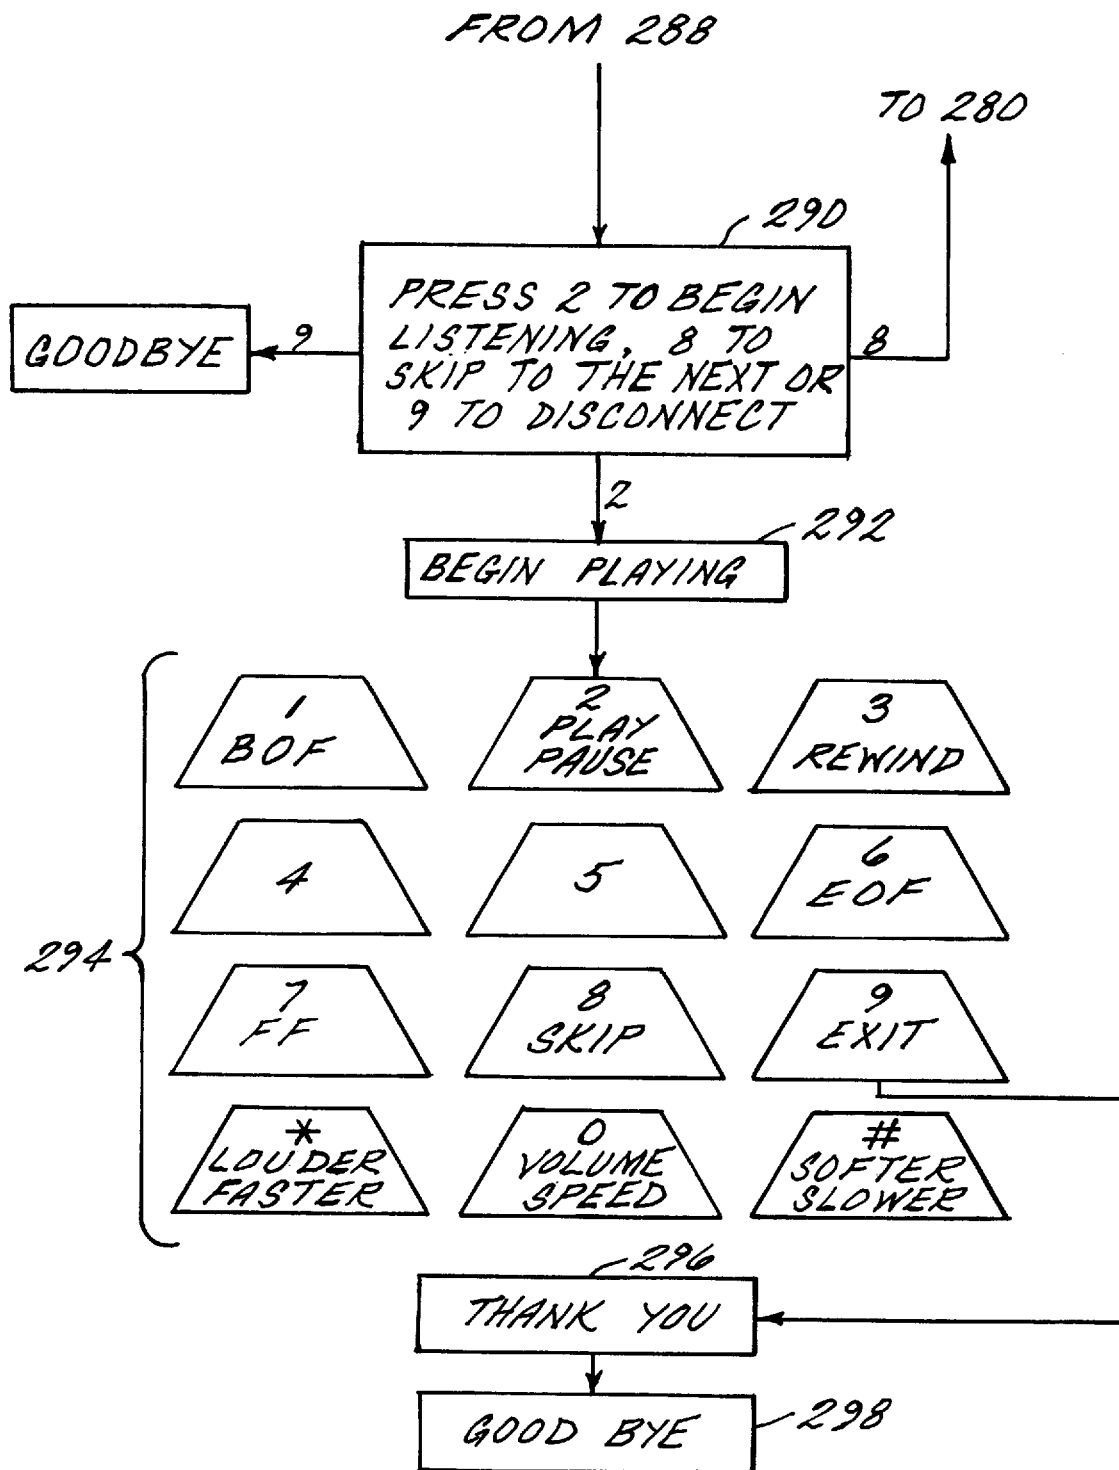 FROM 288
TO 280
290
PRESS 2 TO BEGIN
LISTENING, 8 TO
SKIP TO THE NEXT OR
9 TO DISCONNECT
9
GOODBYE
8
2
292
BEGIN PLAYING
294
1
BOF
2
PLAY
PAUSE
3
REWIND
4
5
6
EOF
7
FF
8
SKIP
9
EXIT
*
LOUDER
FASTER
0
VOLUME
SPEED
#
SOFTER
SLOWER
296
THANK YOU
298
GOOD BYE